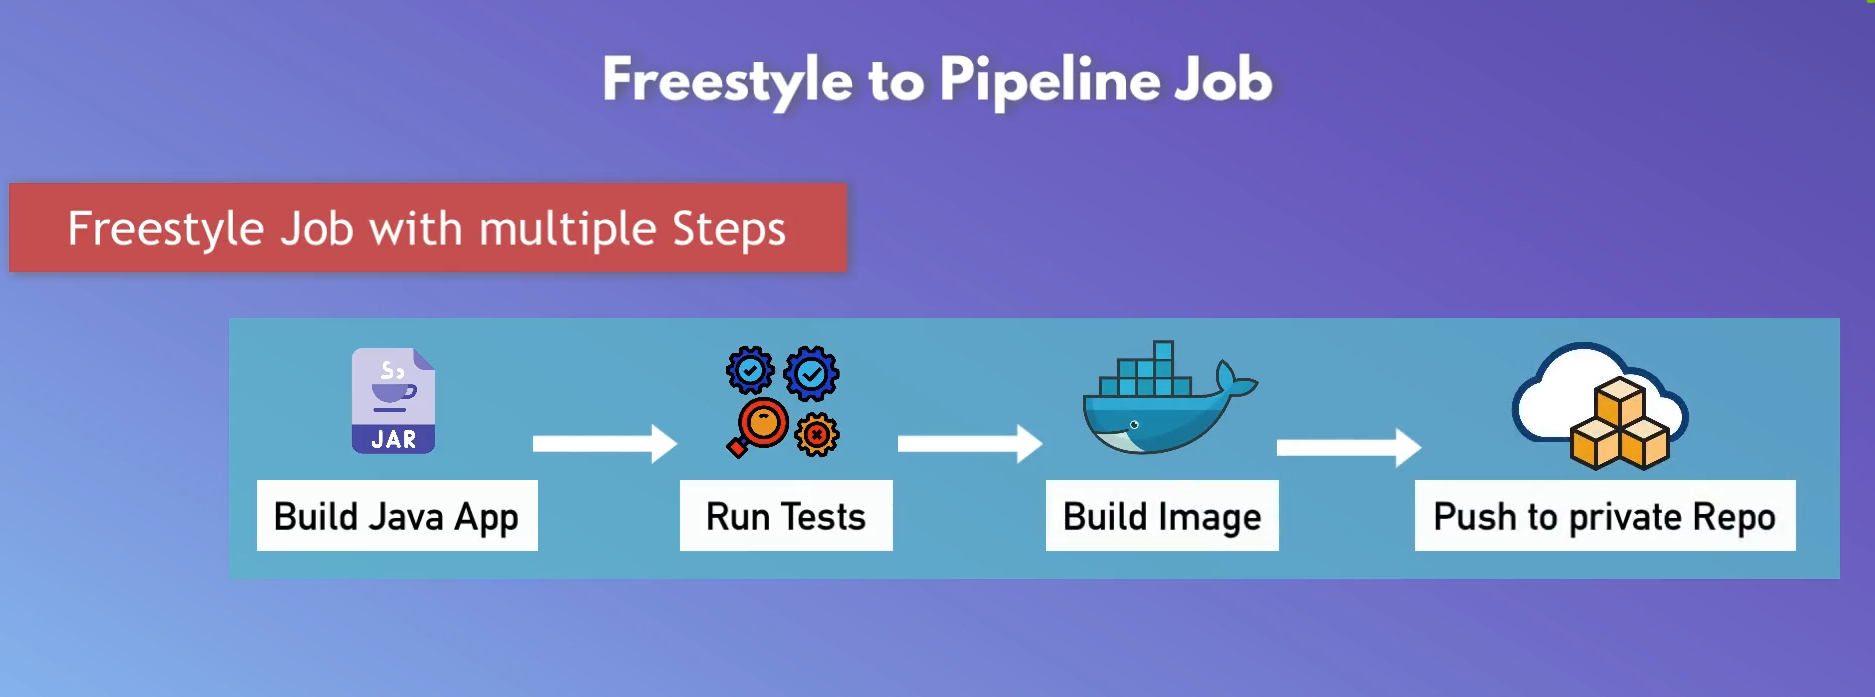 Freestyle to Pipeline Job
Freestyle Job with multiple Steps
JAR
Build Java App
Run Tests
Build Image
Push to private Repo